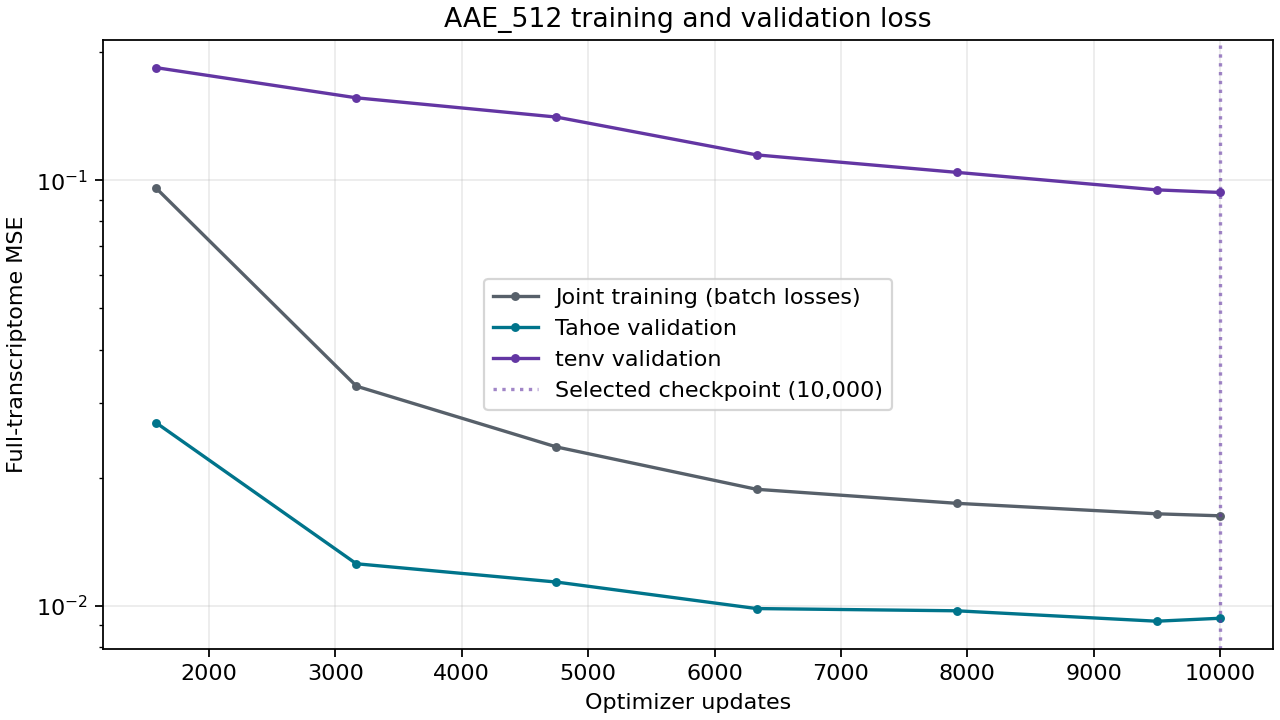 AAE_512 training and validation loss
Full-transcriptome MSE
10⁻¹
10⁻²
Joint training (batch losses)
Tahoe validation
tenv validation
Selected checkpoint (10,000)
2000 3000 4000 5000 6000 7000 8000 9000 10000
Optimizer updates